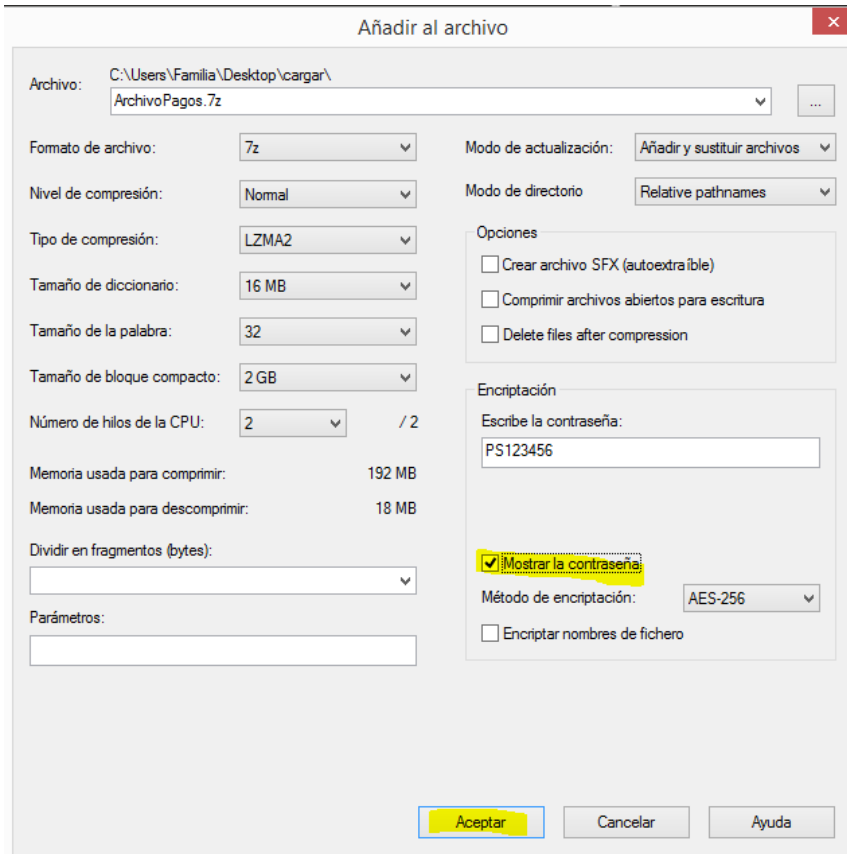 Añadir al archivo
Archivo:
C:\Users\Familia\Desktop\cargar\
ArchivoPagos.7z
...
Formato de archivo:
7z
Nivel de compresión:
Normal
Tipo de compresión:
LZMA2
Tamaño de diccionario:
16 MB
Tamaño de la palabra:
32
Tamaño de bloque compacto:
2 GB
Número de hilos de la CPU:
2
/ 2
Memoria usada para comprimir:
192 MB
Memoria usada para descomprimir:
18 MB
Dividir en fragmentos (bytes):
Parámetros:
Modo de actualización:
Añadir y sustituir archivos
Modo de directorio
Relative pathnames
Opciones
Crear archivo SFX (autoextraíble)
Comprimir archivos abiertos para escritura
Delete files after compression
Encriptación
Escribe la contraseña:
PS123456
Mostrar la contraseña
Método de encriptación:
AES-256
Encriptar nombres de fichero
Aceptar
Cancelar
Ayuda